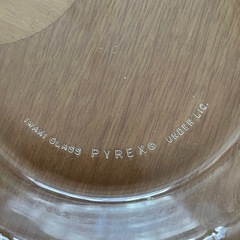 IWAKI GLASS PYREX® UNDER LIC.